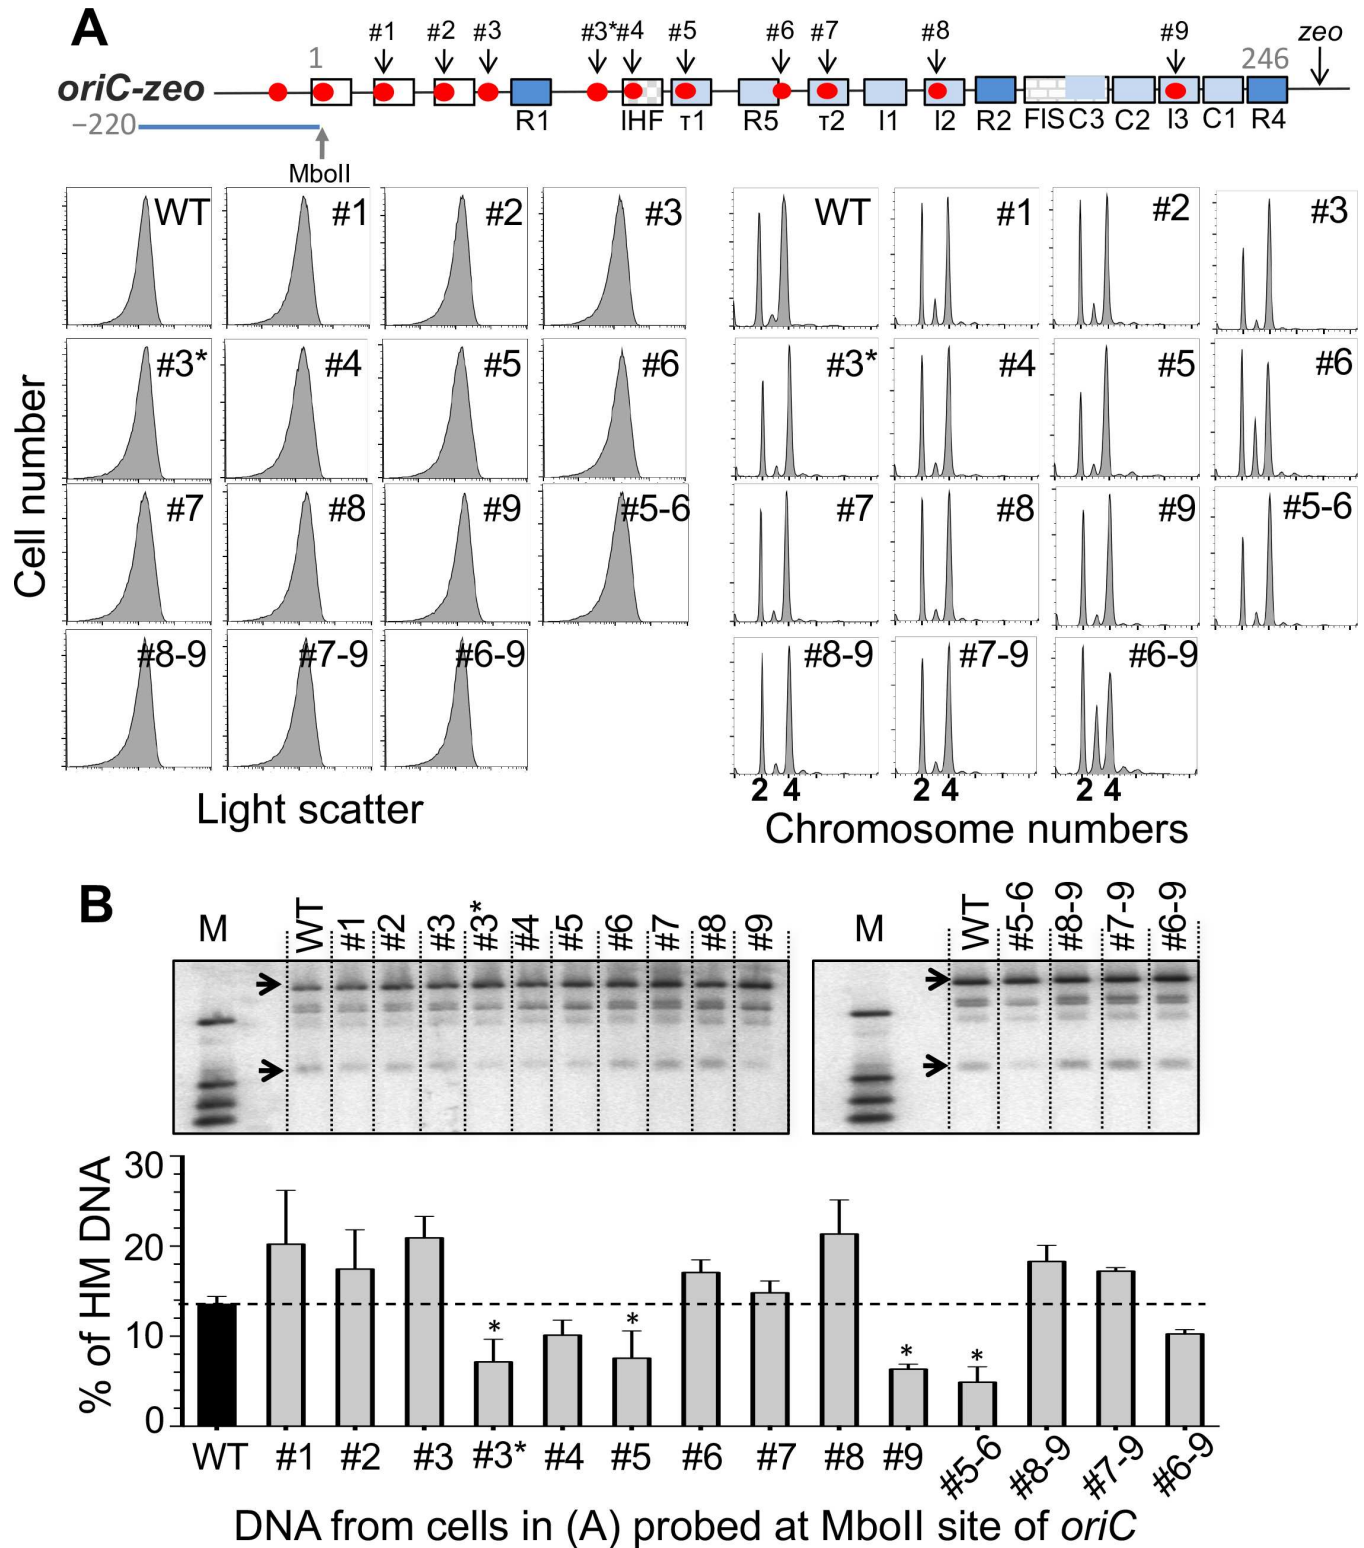 A
#1 #2 #3 #3* #4 #5 #6 #7 #8 #9 zeo
1 246
oriC-zeo
R1 IHF τ1 R5 τ2 I1 I2 R2 FIS C3 C2 I3 C1 R4
−220
MboII
WT #1 #2 #3 WT #1 #2 #3
#3* #4 #5 #6 #3* #4 #5 #6
#7 #8 #9 #5-6 #7 #8 #9 #5-6
#8-9 #7-9 #6-9 #8-9 #7-9 #6-9
Cell number
2 4 2 4 2 4
Light scatter
Chromosome numbers
B
M WT #1 #2 #3 #3* #4 #5 #6 #7 #8 #9
M WT #5-6 #8-9 #7-9 #6-9
% of HM DNA
30
20
10
0
* * * *
WT #1 #2 #3 #3* #4 #5 #6 #7 #8 #9 #5-6 #8-9 #7-9 #6-9
DNA from cells in (A) probed at MboII site of oriC